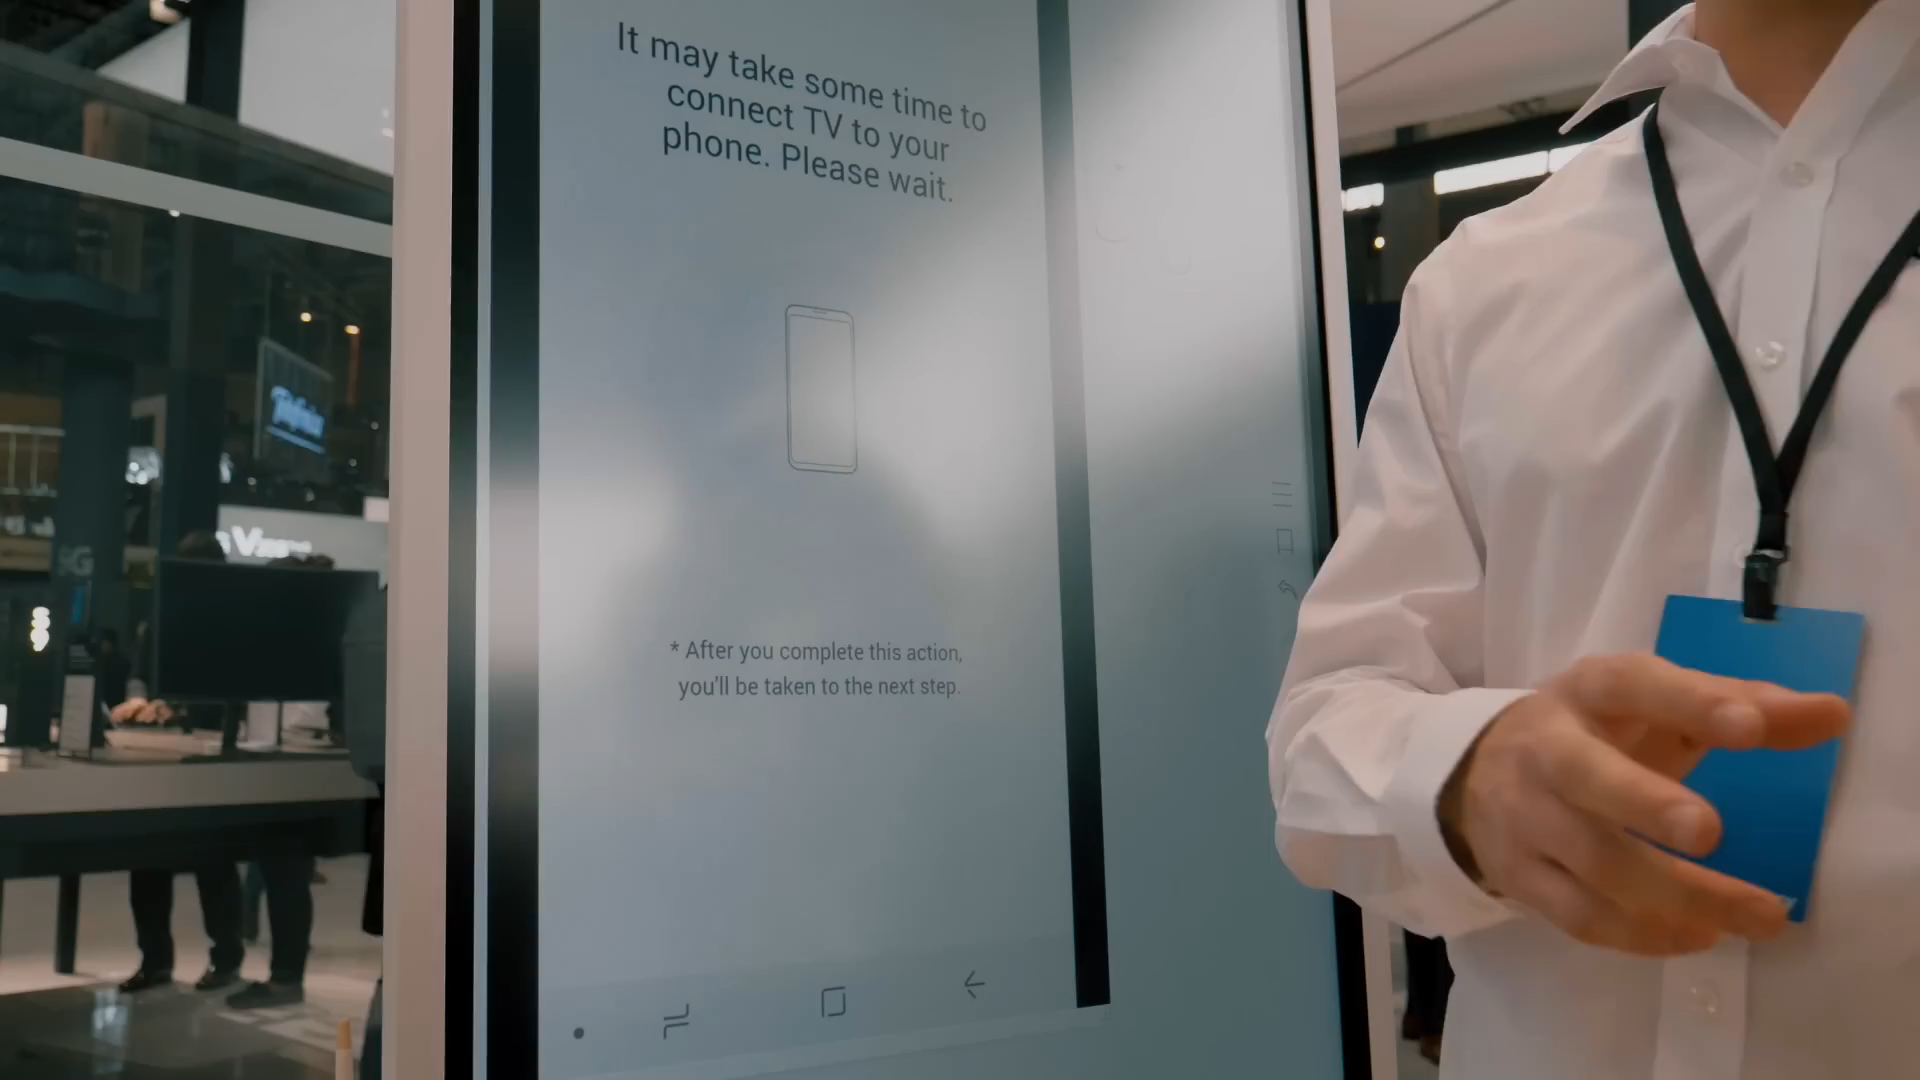 It may take some time to
connect TV to your
phone. Please wait.
* After you complete this action,
you'll be taken to the next step.